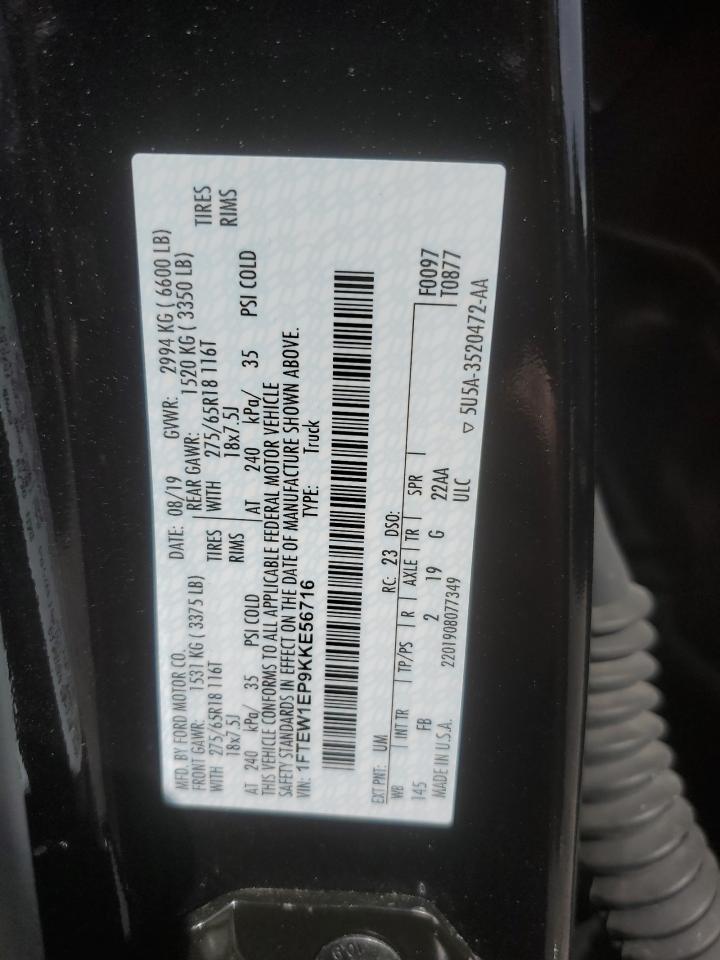 MFD. BY FORD MOTOR CO. DATE: 08/19 GVWR: 2994 KG ( 6600 LB)
FRONT GAWR: 1531 KG ( 3375 LB) REAR GAWR: 1520 KG ( 3350 LB)
WITH 275/65R18 116T TIRES WITH 275/65R18 116T TIRES
18x7.5J RIMS 18x7.5J RIMS
AT 240 kPa/ 35 PSI COLD AT 240 kPa/ 35 PSI COLD
THIS VEHICLE CONFORMS TO ALL APPLICABLE FEDERAL MOTOR VEHICLE
SAFETY STANDARDS IN EFFECT ON THE DATE OF MANUFACTURE SHOWN ABOVE.
VIN: 1FTEW1EP9KKE56716 TYPE: Truck
EXT PNT: UM RC: 23 DSO:
WB INT TR TP/PS R AXLE TR SPR F0097
145 FB 2 19 G 22AA T0877
MADE IN U.S.A. 2201908077349 ULC ▽ 5U5A-3520472-AA